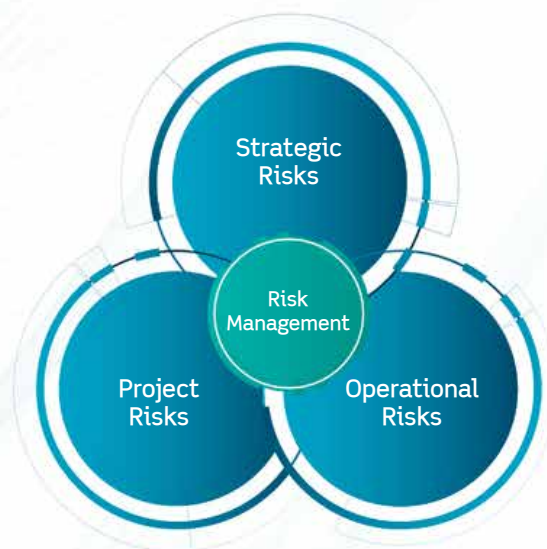 Strategic
Risks
Risk
Management
Project
Risks
Operational
Risks